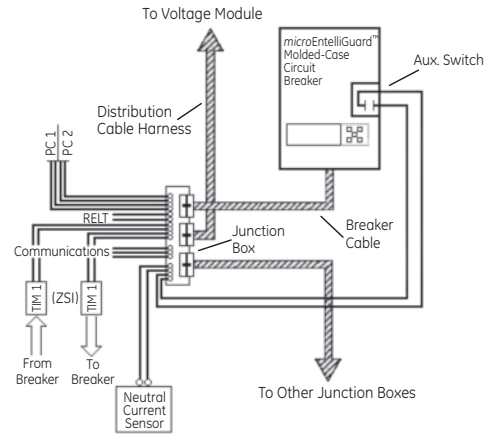 To Voltage Module
microEntelliGuard™
Molded-Case
Circuit
Breaker
Aux. Switch
Distribution
Cable Harness
PC 1
PC 2
RELT
Communications
Junction
Box
Breaker
Cable
TIM 1
(ZSI)
TIM 1
From
Breaker
To
Breaker
Neutral
Current
Sensor
To Other Junction Boxes